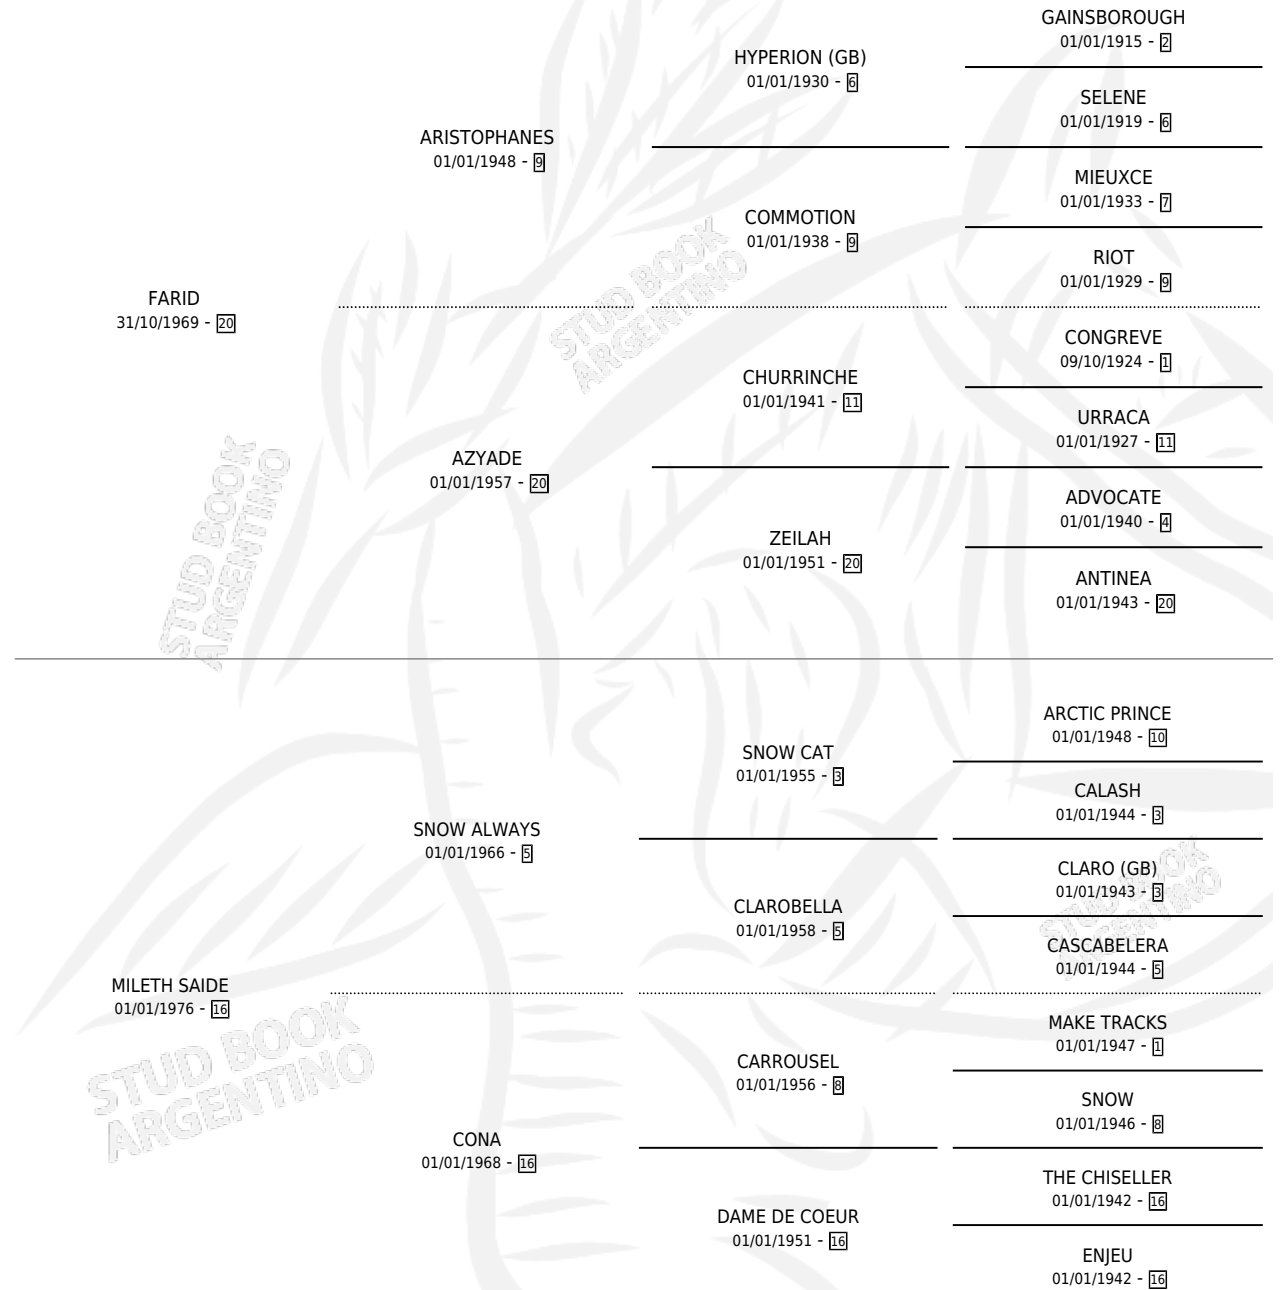 GAINSBOROUGH
01/01/1915 - 2
HYPERION (GB)
01/01/1930 - 6
SELENE
01/01/1919 - 6
ARISTOPHANES
01/01/1948 - 9
MIEUXCE
01/01/1933 - 7
COMMOTION
01/01/1938 - 9
RIOT
01/01/1929 - 9
FARID
31/10/1969 - 20
CONGREVE
09/10/1924 - 1
CHURRINCHE
01/01/1941 - 11
URRACA
01/01/1927 - 11
AZYADE
01/01/1957 - 20
ADVOCATE
01/01/1940 - 4
ZEILAH
01/01/1951 - 20
ANTINEA
01/01/1943 - 20
ARCTIC PRINCE
01/01/1948 - 10
SNOW CAT
01/01/1955 - 3
CALASH
01/01/1944 - 3
SNOW ALWAYS
01/01/1966 - 5
CLARO (GB)
01/01/1943 - 3
CLAROBELLA
01/01/1958 - 5
CASCABELERA
01/01/1944 - 5
MILETH SAIDE
01/01/1976 - 16
MAKE TRACKS
01/01/1947 - 1
CARROUSEL
01/01/1956 - 8
SNOW
01/01/1946 - 8
CONA
01/01/1968 - 16
THE CHISELLER
01/01/1942 - 16
DAME DE COEUR
01/01/1951 - 16
ENJEU
01/01/1942 - 16
STUD BOOK
ARGENTINO
STUD BOOK
ARGENTINO
STUD BOOK
ARGENTINO
STUD BOOK
ARGENTINO